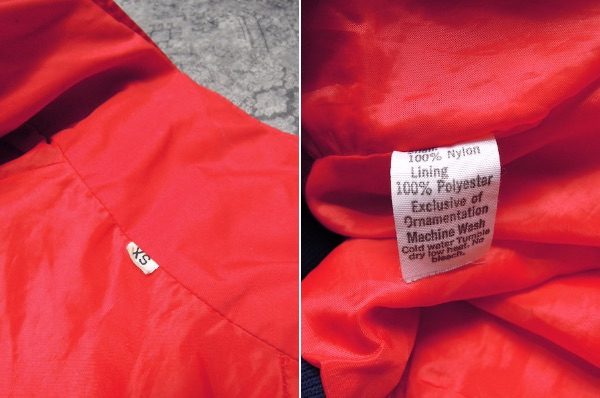 XS
Shell:
100% Nylon
Lining
100% Polyester
Exclusive of
Ornamentation
Machine Wash
Cold water Tumble
dry low heat. No
bleach.